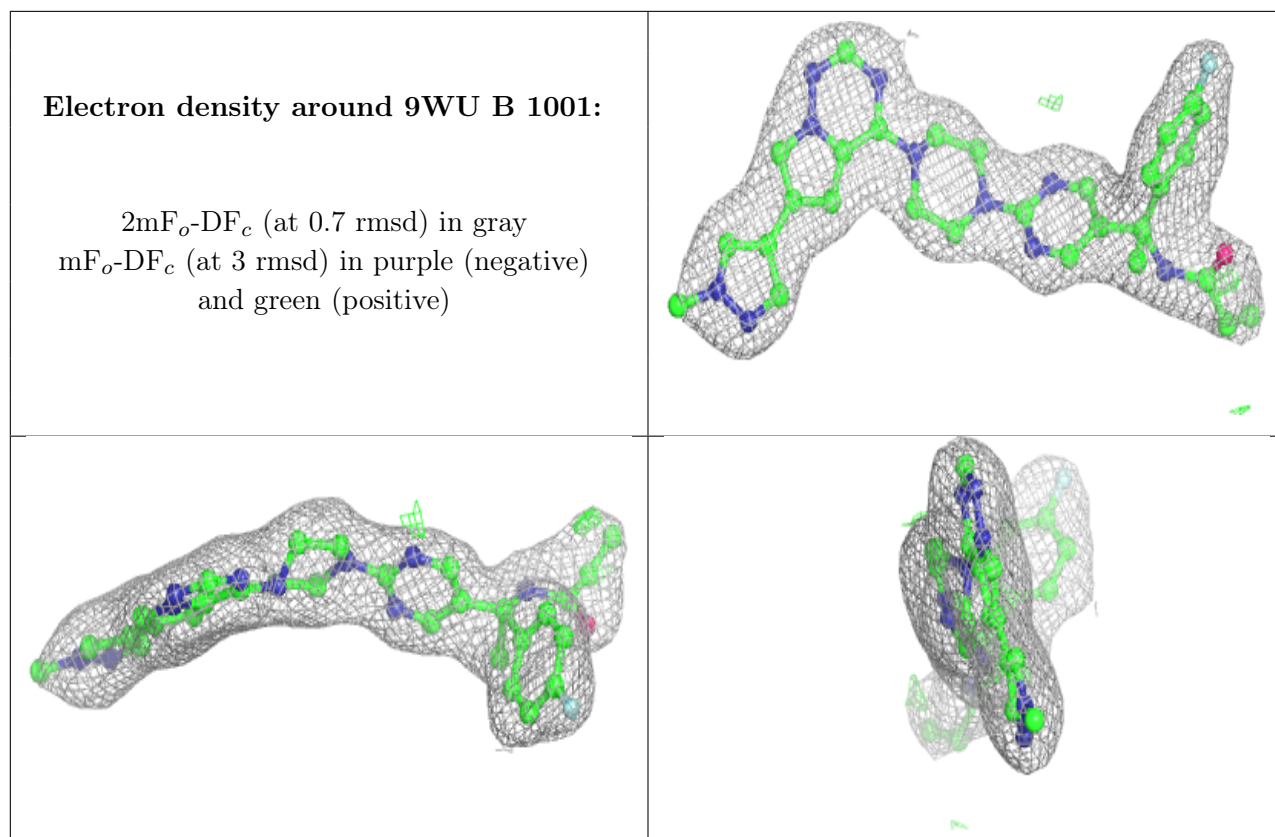 Electron density around 9WU B 1001:
2mFₒ-DF𝒸 (at 0.7 rmsd) in gray
mFₒ-DF𝒸 (at 3 rmsd) in purple (negative)
and green (positive)